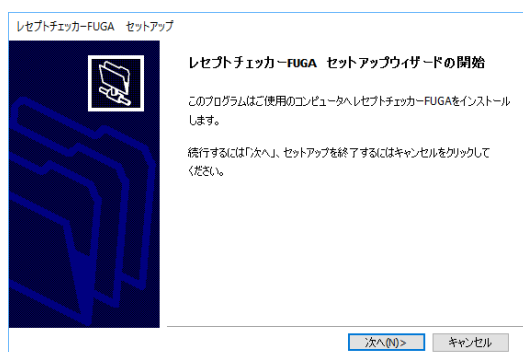 レセプトチェッカーFUGA セットアップ
レセプトチェッカーFUGA セットアップウィザードの開始
このプログラムはご使用のコンピュータへレセプトチェッカーFUGAをインストール
します。
続行するには「次へ」、セットアップを終了するにはキャンセルをクリックして
ください。
次へ(N)>
キャンセル